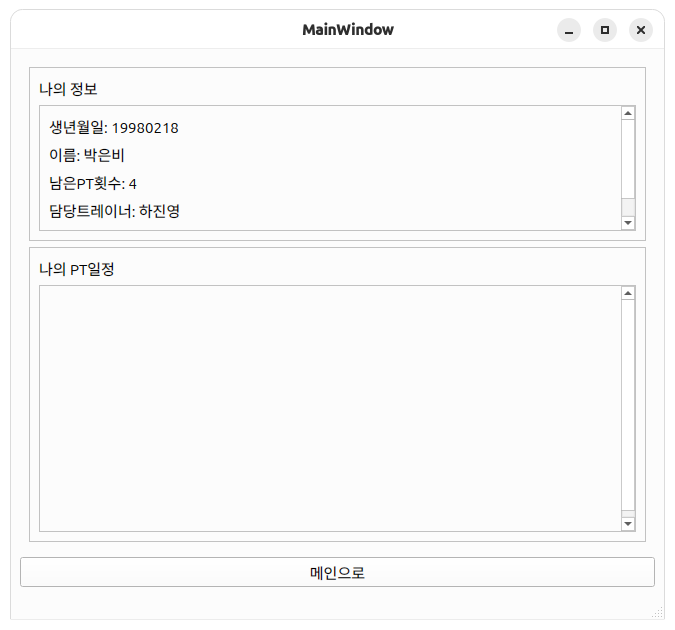 MainWindow
나의 정보
생년월일: 19980218
이름: 박은비
남은PT횟수: 4
담당트레이너: 하진영
나의 PT일정
메인으로